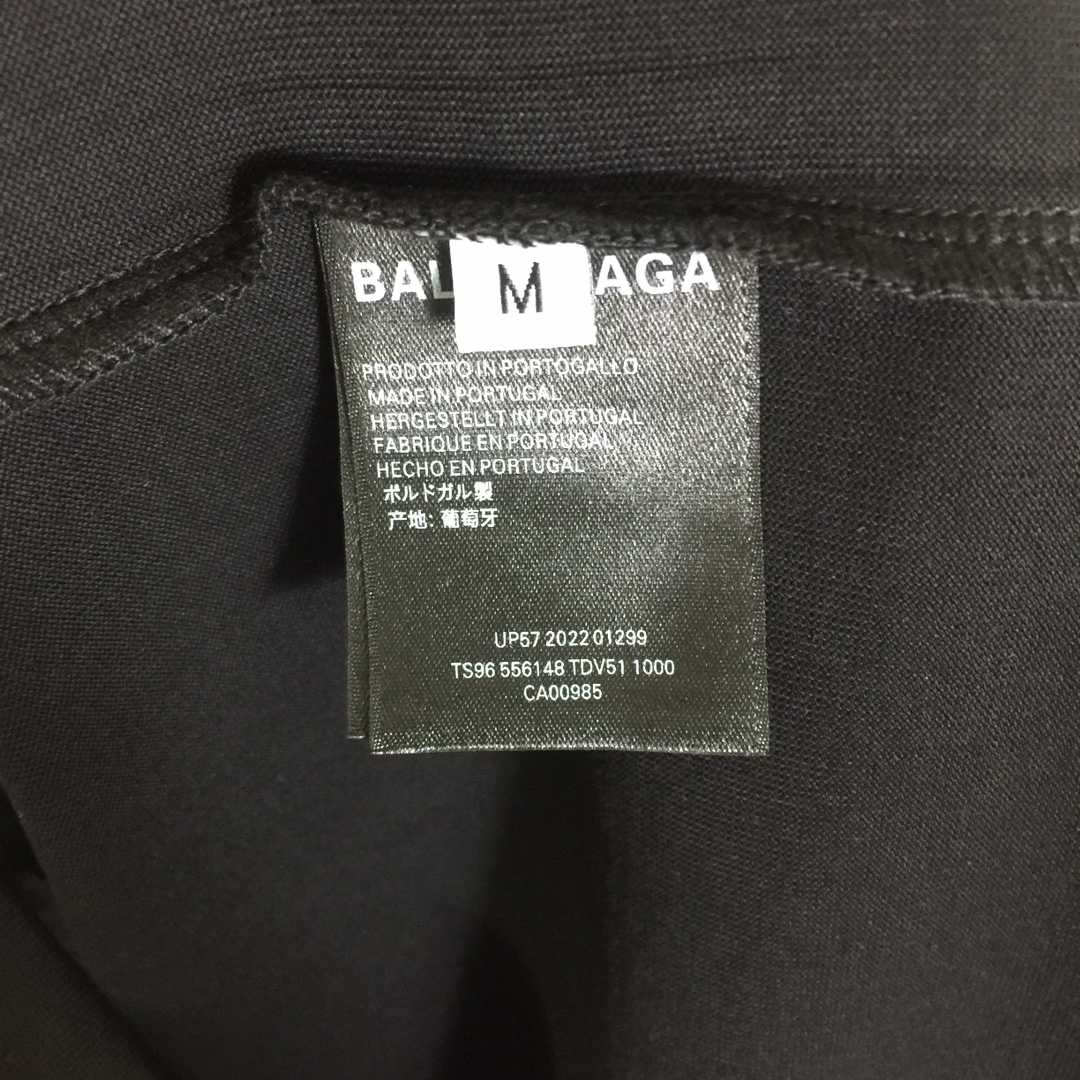 BAL AGA
M
PRODOTTO IN PORTOGALLO
MADE IN PORTUGAL
HERGESTELLT IN PORTUGAL
FABRIQUE EN PORTUGAL
HECHO EN PORTUGAL
ポルドガル製
产地: 葡萄牙
UP57 2022 01299
TS96 556148 TDV51 1000
CA00985